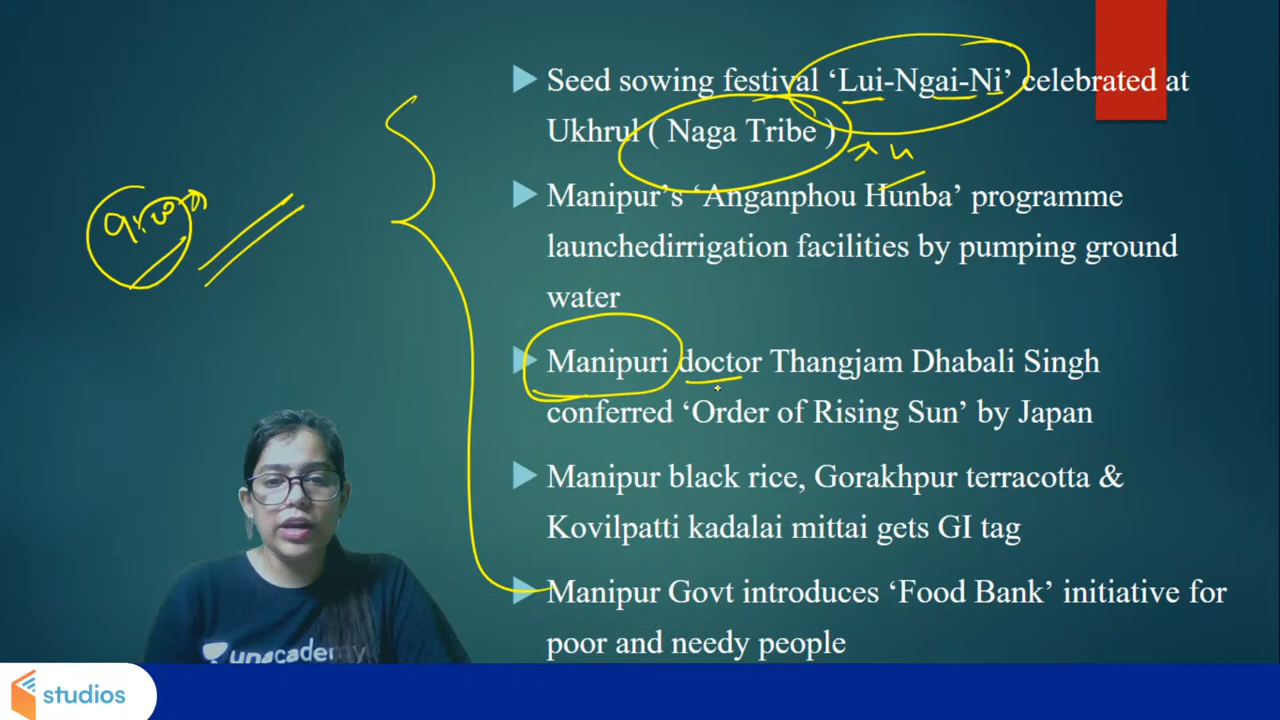 Seed sowing festival ‘Lui-Ngai-Ni’ celebrated at
Ukhrul ( Naga Tribe )
Manipur’s ‘Anganphou Hunba’ programme
launchedirrigation facilities by pumping ground
water
Manipuri doctor Thangjam Dhabali Singh
conferred ‘Order of Rising Sun’ by Japan
Manipur black rice, Gorakhpur terracotta &
Kovilpatti kadalai mittai gets GI tag
Manipur Govt introduces ‘Food Bank’ initiative for
poor and needy people
unacademy
studios